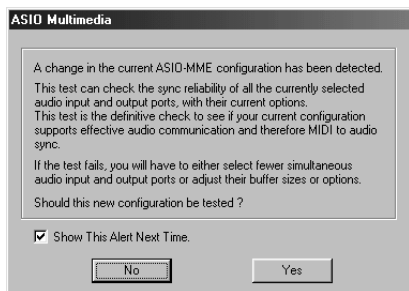 ASIO Multimedia
A change in the current ASIO-MME configuration has been detected.
This test can check the sync reliability of all the currently selected
audio input and output ports, with their current options.
This test is the definitive check to see if your current configuration
supports effective audio communication and therefore MIDI to audio
sync.
If the test fails, you will have to either select fewer simultaneous
audio input and output ports or adjust their buffer sizes or options.
Should this new configuration be tested ?
Show This Alert Next Time.
No
Yes